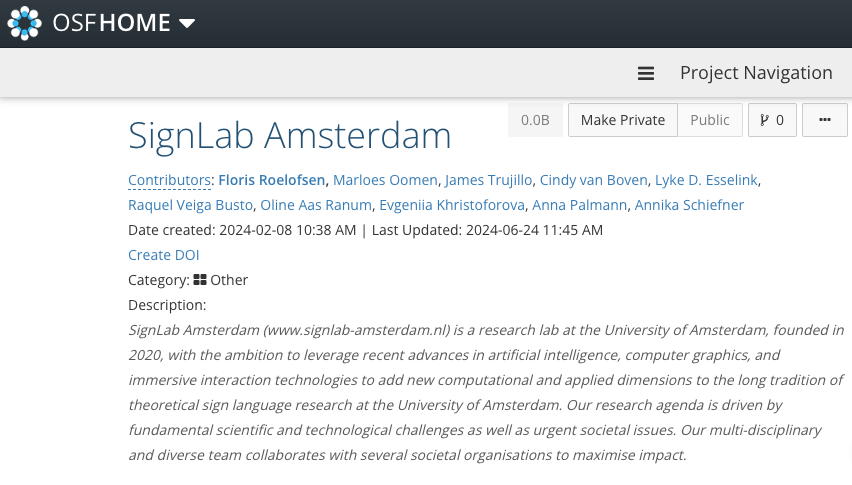 OSFHOME
Project Navigation
0.0B Make Private Public 0 ...
SignLab Amsterdam
Contributors: Floris Roelofsen, Marloes Oomen, James Trujillo, Cindy van Boven, Lyke D. Esselink,
Raquel Veiga Busto, Oline Aas Ranum, Evgeniia Khristoforova, Anna Palmann, Annika Schiefner
Date created: 2024-02-08 10:38 AM | Last Updated: 2024-06-24 11:45 AM
Create DOI
Category: Other
Description:
SignLab Amsterdam (www.signlab-amsterdam.nl) is a research lab at the University of Amsterdam, founded in
2020, with the ambition to leverage recent advances in artificial intelligence, computer graphics, and
immersive interaction technologies to add new computational and applied dimensions to the long tradition of
theoretical sign language research at the University of Amsterdam. Our research agenda is driven by
fundamental scientific and technological challenges as well as urgent societal issues. Our multi-disciplinary
and diverse team collaborates with several societal organisations to maximise impact.